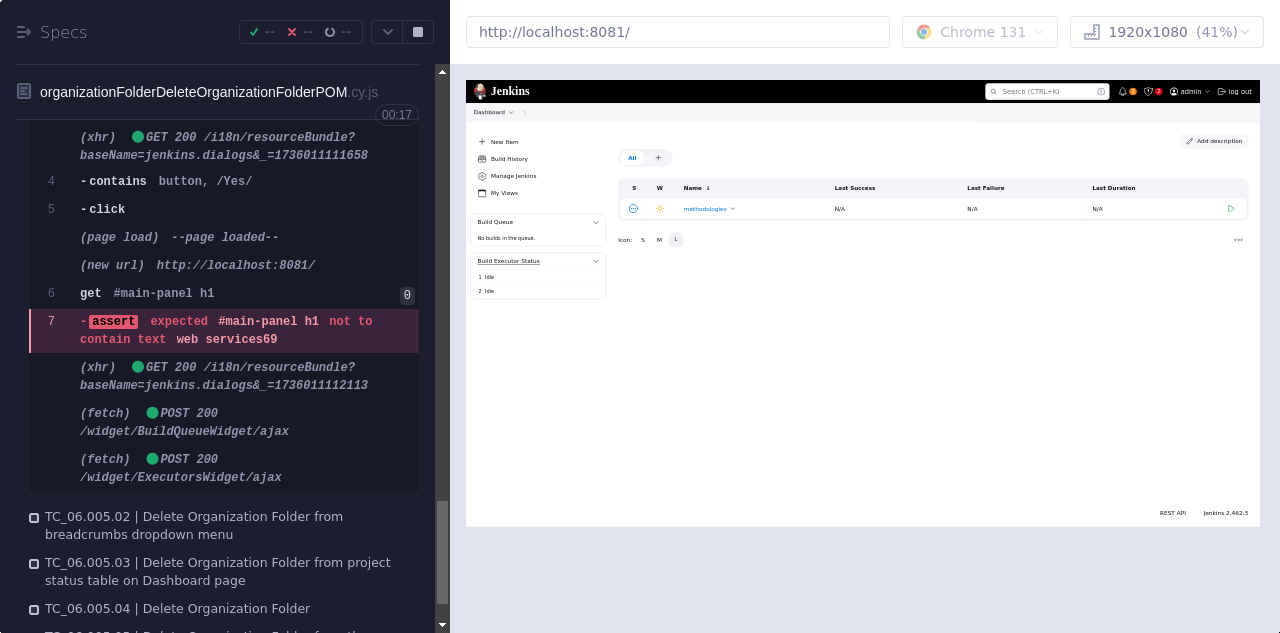 Specs
--
--
--
organizationFolderDeleteOrganizationFolderPOM.cy.js
00:17
(xhr) GET 200 /i18n/resourceBundle?
baseName=jenkins.dialogs&_=1736011111658
4 -contains button, /Yes/
5 -click
(page load) --page loaded--
(new url) http://localhost:8081/
6 get #main-panel h1 0
7 -assert expected #main-panel h1 not to
contain text web services69
(xhr) GET 200 /i18n/resourceBundle?
baseName=jenkins.dialogs&_=1736011112113
(fetch) POST 200
/widget/BuildQueueWidget/ajax
(fetch) POST 200
/widget/ExecutorsWidget/ajax
TC_06.005.02 | Delete Organization Folder from
breadcrumbs dropdown menu
TC_06.005.03 | Delete Organization Folder from project
status table on Dashboard page
TC_06.005.04 | Delete Organization Folder
http://localhost:8081/
Chrome 131
1920x1080 (41%)
Jenkins
Search (CTRL+K)
admin
log out
Dashboard
New Item
Build History
Manage Jenkins
My Views
Build Queue
No builds in the queue.
Build Executor Status
1 Idle
2 Idle
Add description
All +
S W Name ↓ Last Success Last Failure Last Duration
methodologies N/A N/A N/A
Icon: S M L
REST API Jenkins 2.462.3